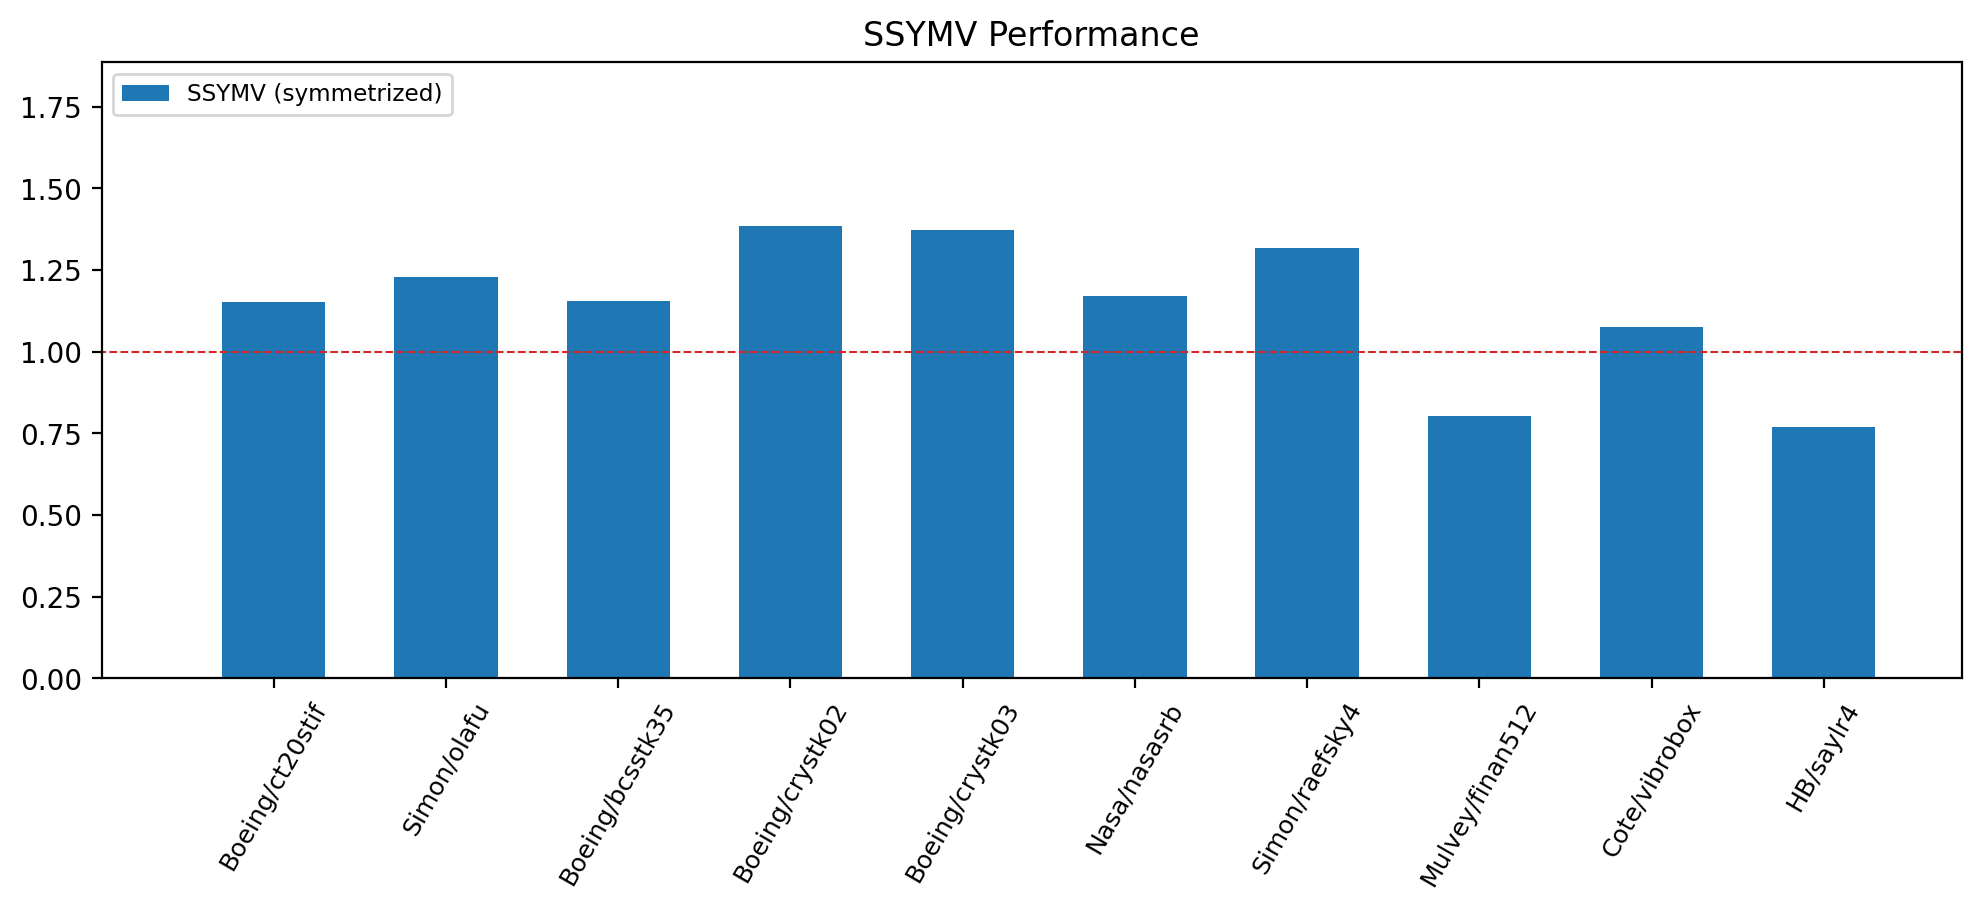 SSYMV Performance
SSYMV (symmetrized)
1.75
1.50
1.25
1.00
0.75
0.50
0.25
0.00
Boeing/ct20stif
Simon/olafu
Boeing/bcsstk35
Boeing/crystk02
Boeing/crystk03
Nasa/nasasrb
Simon/raefsky4
Mulvey/finan512
Cote/vibrobox
HB/saylr4